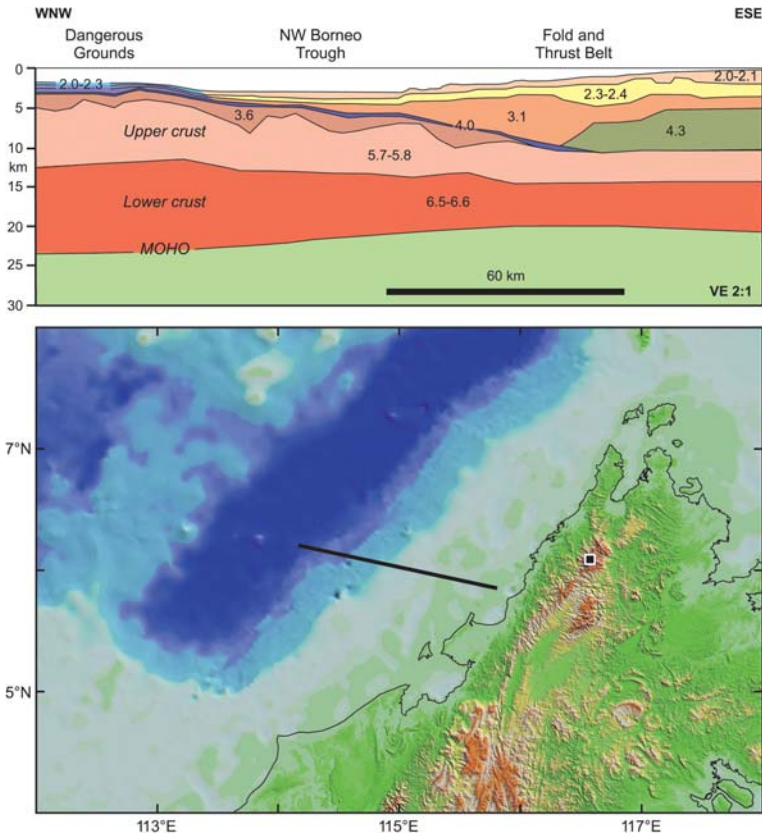 WNW
ESE
Dangerous
Grounds
NW Borneo
Trough
Fold and
Thrust Belt
0
5
10
km
15
20
25
30
2.0-2.3
2.0-2.1
2.3-2.4
3.6
4.0
3.1
4.3
Upper crust
5.7-5.8
Lower crust
6.5-6.6
MOHO
60 km
VE 2:1
7°N
5°N
113°E
115°E
117°E